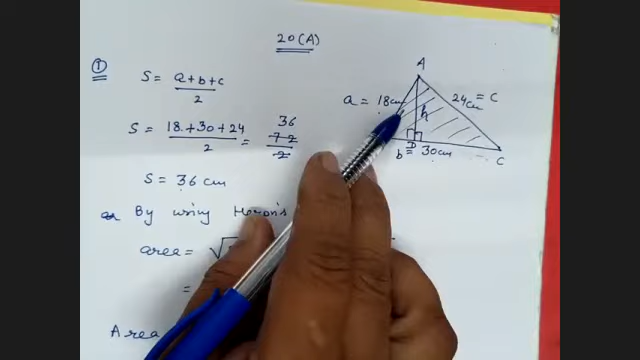 20(A)
①
S = a+b+c
2
S = 18+30+24 = 36
2 72
2
S = 36 cm
By using Heron's
area = √
=
Area
A
a = 18cm
24cm = C
h
D
b = 30cm
C